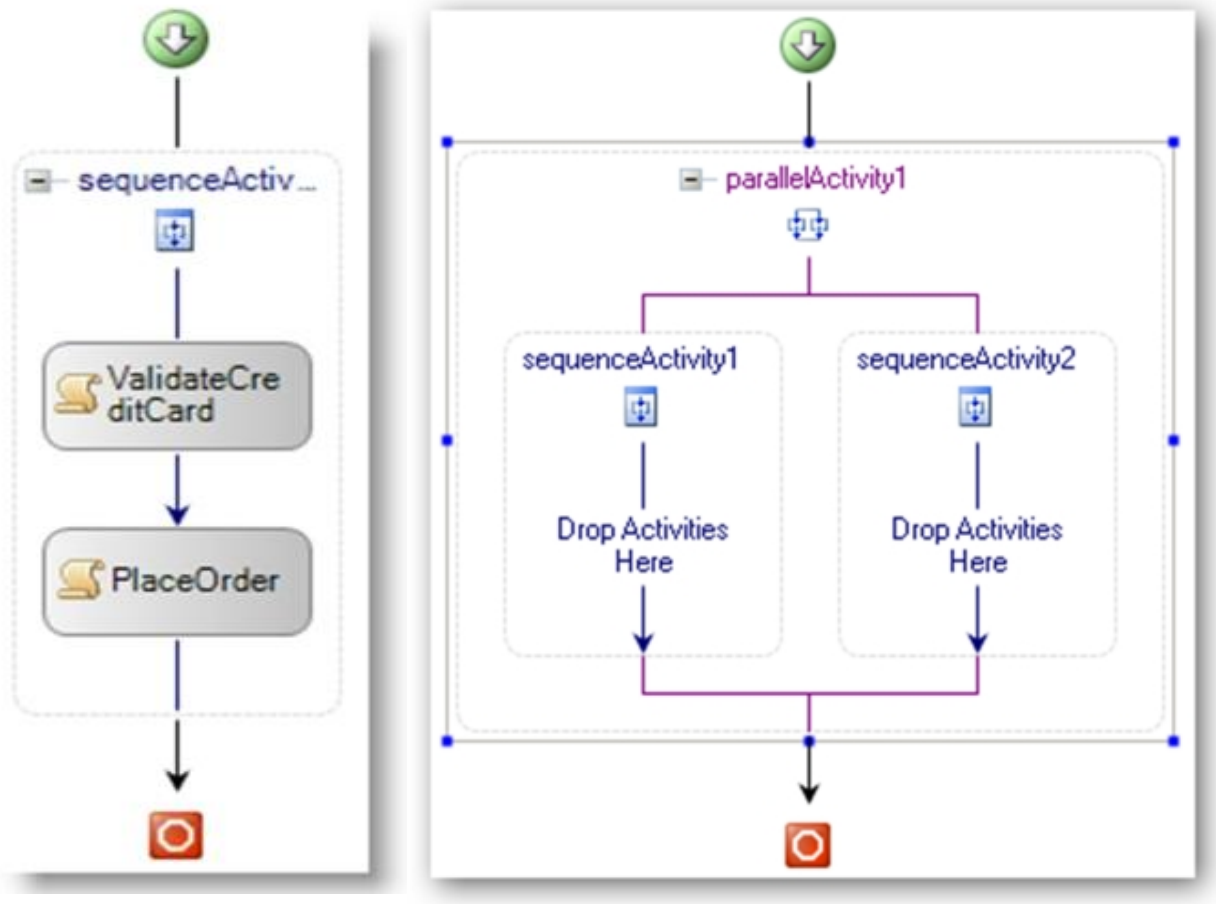 sequenceActiv...
ValidateCre
ditCard
PlaceOrder
parallelActivity1
sequenceActivity1
sequenceActivity2
Drop Activities
Here
Drop Activities
Here